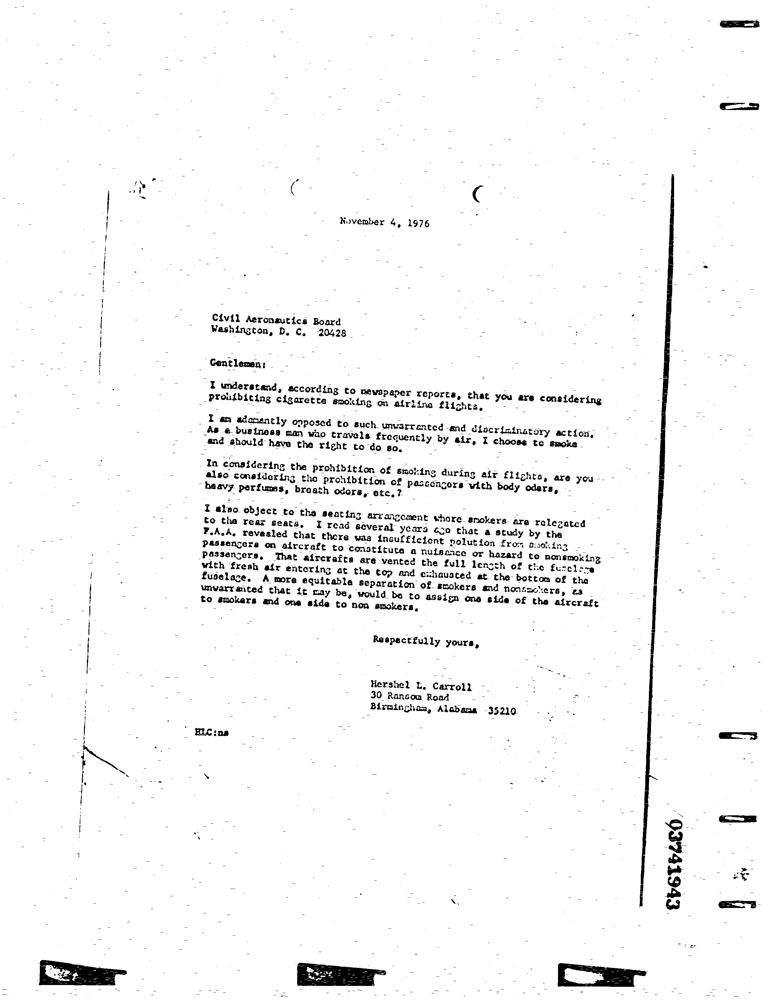 November 4, 1976
Civil Aeronautics Board
Washington, D. C. 20428
Gentlemen:
I understand, according to newspaper reports, that you are considering
prohibiting cigarette smoking on airline flights.
I am adamently opposed to such unwarrented and discriminatory action.
As a business man who travels frequently by air, I choose to smoke
and should have the right to do so.
In considering the prohibition of smoking during air flights, are you
also considering the prohibition of passengers with body odors,
heavy perfumes, breath odors, etc.?
I also object to the seating arrangement where smokers are relegated
to the rear seats. I read several years ago that a study by the
F.A.A. revealed that there was insufficient polution from smoking
passengers on aircraft to constitute a nuisance or hazard to nonsmoking
passengers. That aircrafts are vented the full length of the fuselage
with fresh air entering at the top and exhausted at the bottom of the
fuselage. A more equitable separation of smokers and nonsmokers, as
unwarranted that it may be, would be to assign one side of the aircraft
to smokers and one side to non smokers.
Respectfully yours,
Hershel L. Carroll
30 Ransom Road
Birmingham, Alabama 35210
HLC:ns
03741943